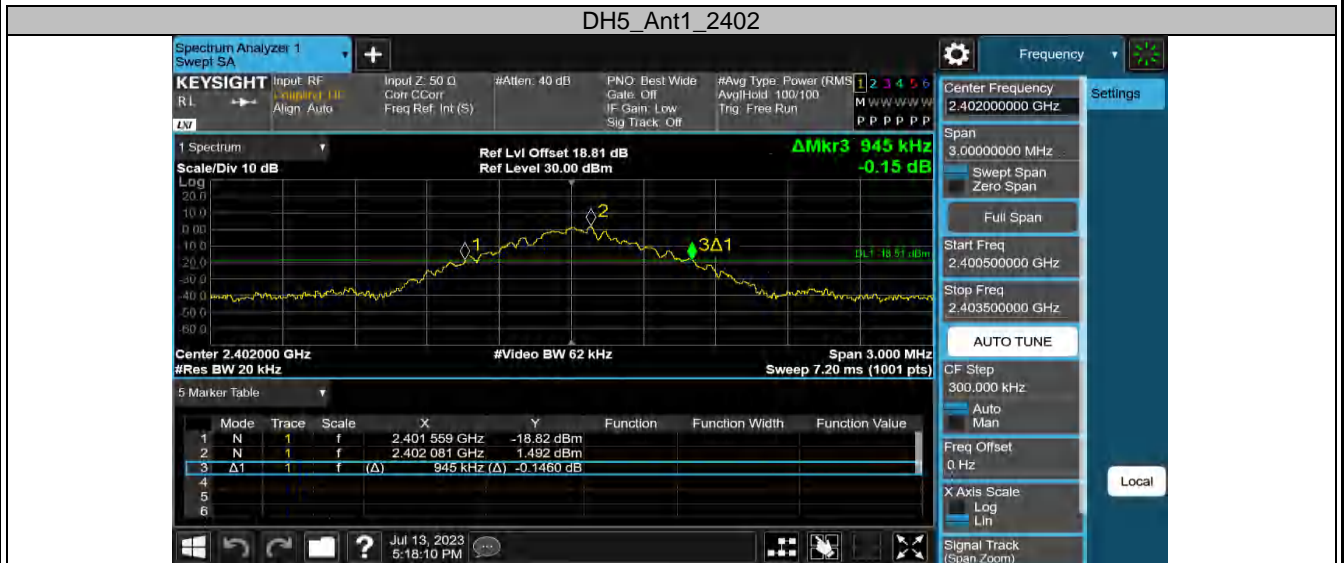 DH5_Ant1_2402
Spectrum Analyzer 1
Swept SA
Frequency
KEYSIGHT
Input: RF
Input Z: 50 Ω
#Atten: 40 dB
PNO: Best Wide
#Avg Type: Power (RMS
1 2 3 4 5 6
RL
Corr CCorr
Gate: Off
Avg|Hold: 100/100
M W W W W W
Align: Auto
Freq Ref: Int (S)
IF Gain: Low
Trig: Free Run
Sig Track: Off
P P P P P P
LXI
Center Frequency
2.402000000 GHz
Settings
1 Spectrum
Ref Lvl Offset 18.81 dB
ΔMkr3 945 kHz
Scale/Div 10 dB
Ref Level 30.00 dBm
-0.15 dB
Log
20.0
10.0
0.00
-10.0
-20.0
-30.0
-40.0
-50.0
-60.0
1
2
3Δ1
DL1 -18.51 dBm
Center 2.402000 GHz
#Video BW 62 kHz
Span 3.000 MHz
#Res BW 20 kHz
Sweep 7.20 ms (1001 pts)
Span
3.00000000 MHz
Swept Span
Zero Span
Full Span
Start Freq
2.400500000 GHz
Stop Freq
2.403500000 GHz
AUTO TUNE
CF Step
300.000 kHz
Auto
Man
Freq Offset
0 Hz
X Axis Scale
Log
Lin
Signal Track
(Span Zoom)
Local
5 Marker Table
Mode Trace Scale X Y Function Function Width Function Value
1 N 1 f 2.401 559 GHz -18.82 dBm
2 N 1 f 2.402 081 GHz 1.492 dBm
3 Δ1 1 f (Δ) 945 kHz (Δ) -0.1460 dB
4
5
6
?
Jul 13, 2023
5:18:10 PM